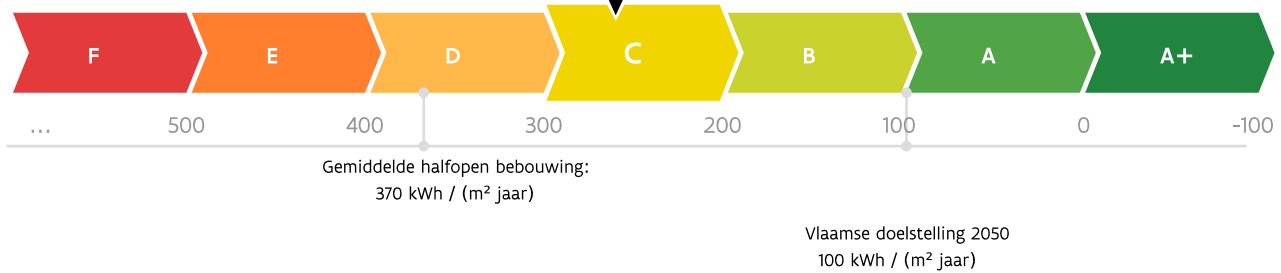 F E D C B A A+
... 500 400 300 200 100 0 -100
Gemiddelde halfopen bebouwing:
370 kWh / (m² jaar)
Vlaamse doelstelling 2050
100 kWh / (m² jaar)